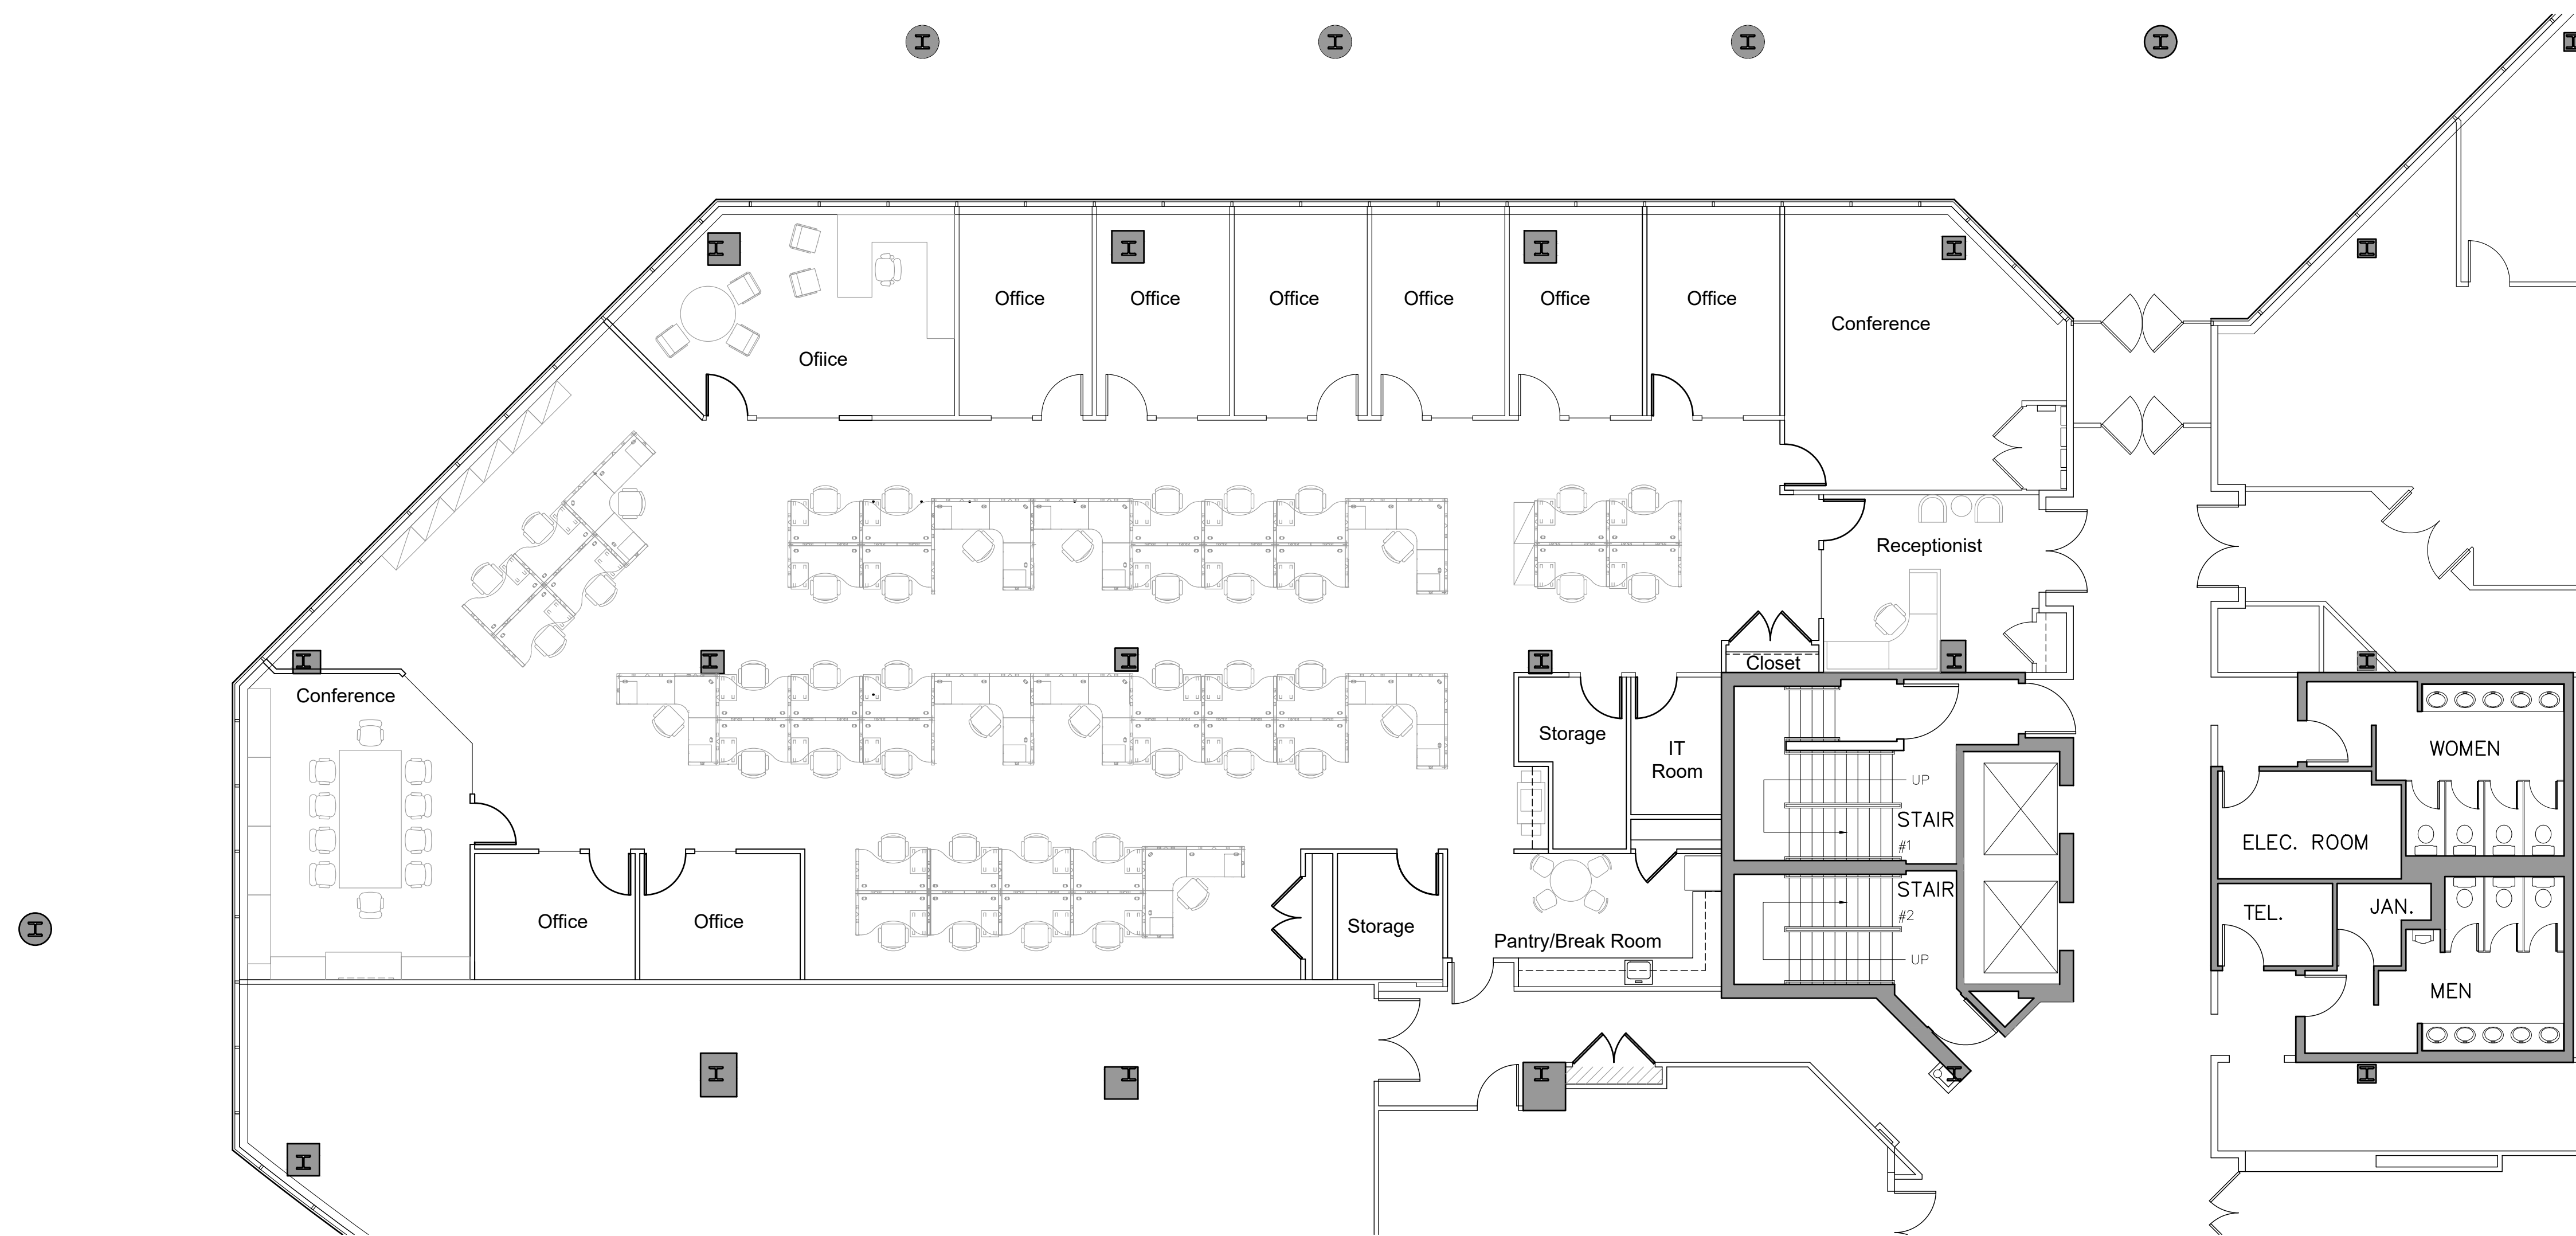 Office
Office
Office
Office
Office
Office
Conference
Ofiice
Receptionist
Closet
Conference
Storage
IT
Room
WOMEN
UP
STAIR
#1
ELEC. ROOM
STAIR
#2
TEL.
JAN.
Office
Office
Storage
Pantry/Break Room
UP
MEN